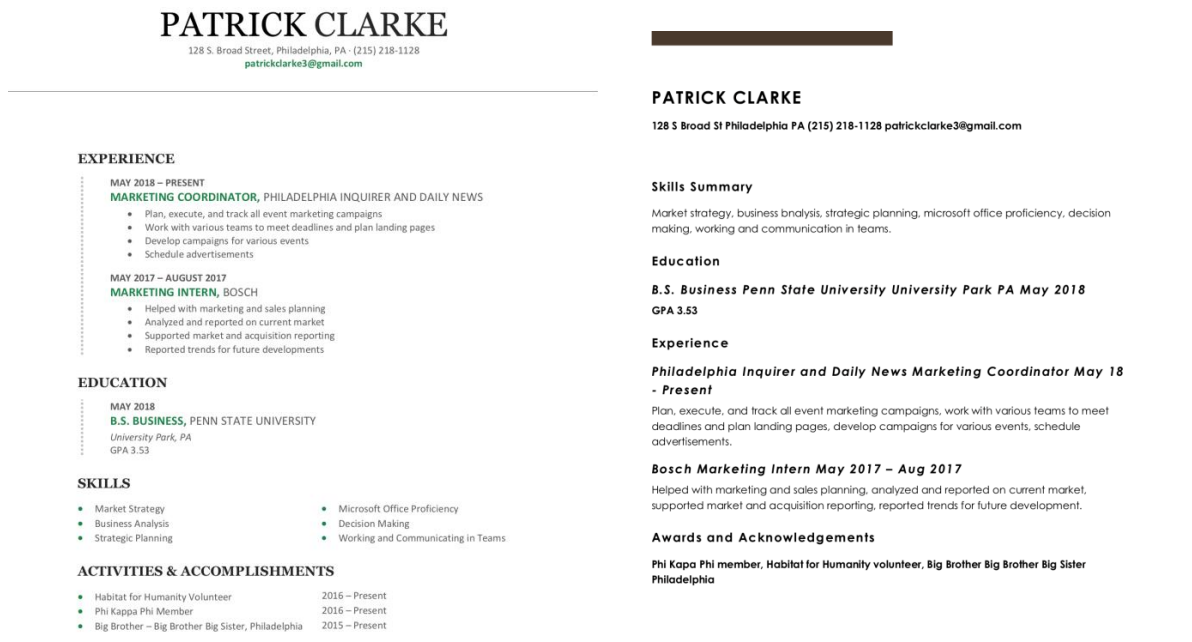 PATRICK CLARKE
128 S. Broad Street, Philadelphia, PA · (215) 218-1128
patrickclarke3@gmail.com
EXPERIENCE
MAY 2018 – PRESENT
MARKETING COORDINATOR, PHILADELPHIA INQUIRER AND DAILY NEWS
• Plan, execute, and track all event marketing campaigns
• Work with various teams to meet deadlines and plan landing pages
• Develop campaigns for various events
• Schedule advertisements
MAY 2017 – AUGUST 2017
MARKETING INTERN, BOSCH
• Helped with marketing and sales planning
• Analyzed and reported on current market
• Supported market and acquisition reporting
• Reported trends for future developments
EDUCATION
MAY 2018
B.S. BUSINESS, PENN STATE UNIVERSITY
University Park, PA
GPA 3.53
SKILLS
• Market Strategy
• Business Analysis
• Strategic Planning
• Microsoft Office Proficiency
• Decision Making
• Working and Communicating in Teams
ACTIVITIES & ACCOMPLISHMENTS
• Habitat for Humanity Volunteer 2016 – Present
• Phi Kappa Phi Member 2016 – Present
• Big Brother – Big Brother Big Sister, Philadelphia 2015 – Present
PATRICK CLARKE
128 S Broad St Philadelphia PA (215) 218-1128 patrickclarke3@gmail.com
Skills Summary
Market strategy, business bnalysis, strategic planning, microsoft office proficiency, decision
making, working and communication in teams.
Education
B.S. Business Penn State University University Park PA May 2018
GPA 3.53
Experience
Philadelphia Inquirer and Daily News Marketing Coordinator May 18
- Present
Plan, execute, and track all event marketing campaigns, work with various teams to meet
deadlines and plan landing pages, develop campaigns for various events, schedule
advertisements.
Bosch Marketing Intern May 2017 – Aug 2017
Helped with marketing and sales planning, analyzed and reported on current market,
supported market and acquisition reporting, reported trends for future development.
Awards and Acknowledgements
Phi Kapa Phi member, Habitat for Humanity volunteer, Big Brother Big Brother Big Sister
Philadelphia